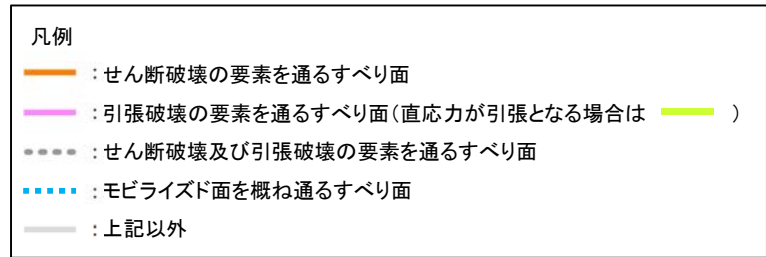 凡例
：せん断破壊の要素を通るすべり面
：引張破壊の要素を通るすべり面（直応力が引張となる場合は ）
：せん断破壊及び引張破壊の要素を通るすべり面
：モビライズド面を概ね通るすべり面
：上記以外